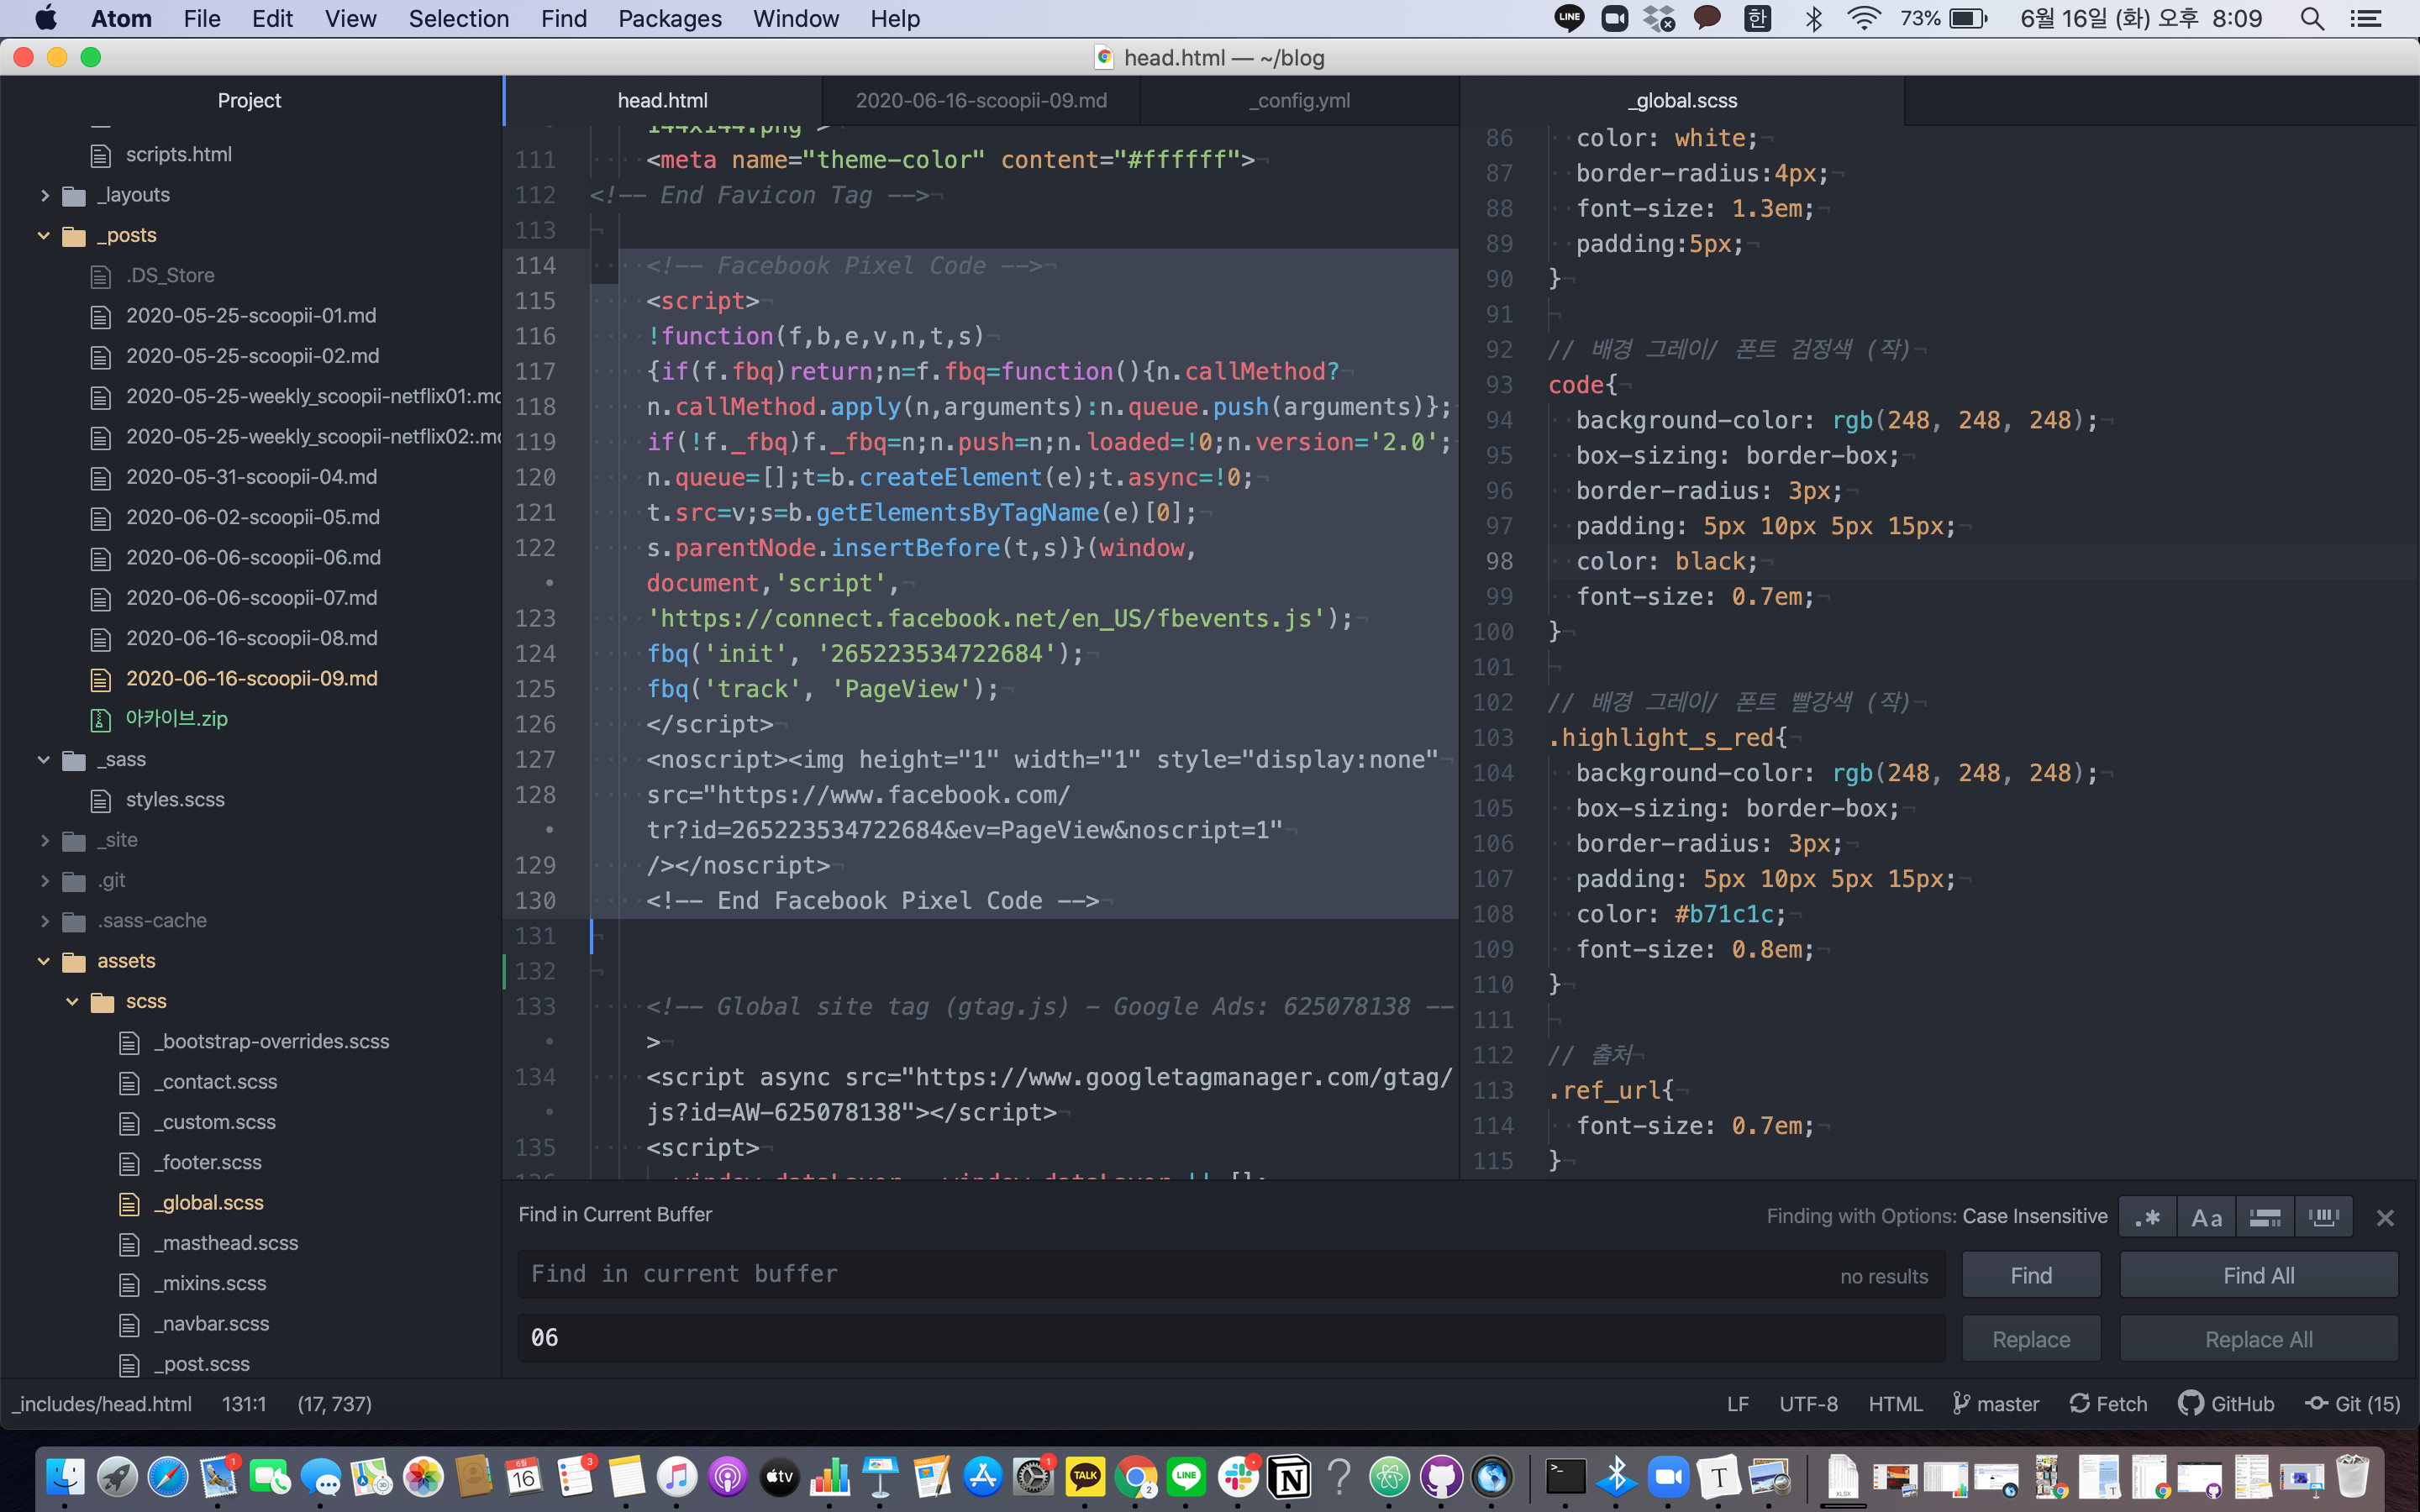 Atom File Edit View Selection Find Packages Window Help
LINE 한 73% 6월 16일 (화) 오후 8:09
head.html — ~/blog
Project
scripts.html
_layouts
_posts
.DS_Store
2020-05-25-scoopii-01.md
2020-05-25-scoopii-02.md
2020-05-25-weekly_scoopii-netflix01:.md
2020-05-25-weekly_scoopii-netflix02:.md
2020-05-31-scoopii-04.md
2020-06-02-scoopii-05.md
2020-06-06-scoopii-06.md
2020-06-06-scoopii-07.md
2020-06-16-scoopii-08.md
2020-06-16-scoopii-09.md
아카이브.zip
_sass
styles.scss
_site
.git
.sass-cache
assets
scss
_bootstrap-overrides.scss
_contact.scss
_custom.scss
_footer.scss
_global.scss
_masthead.scss
_mixins.scss
_navbar.scss
_post.scss
head.html 2020-06-16-scoopii-09.md _config.yml
144x144.png">
111 <meta name="theme-color" content="#ffffff">
112 <!-- End Favicon Tag -->
113
114 <!-- Facebook Pixel Code -->
115 <script>
116 !function(f,b,e,v,n,t,s)
117 {if(f.fbq)return;n=f.fbq=function(){n.callMethod?
118 n.callMethod.apply(n,arguments):n.queue.push(arguments)};
119 if(!f._fbq)f._fbq=n;n.push=n;n.loaded=!0;n.version='2.0';
120 n.queue=[];t=b.createElement(e);t.async=!0;
121 t.src=v;s=b.getElementsByTagName(e)[0];
122 s.parentNode.insertBefore(t,s)}(window,
• document,'script',
123 'https://connect.facebook.net/en_US/fbevents.js');
124 fbq('init', '265223534722684');
125 fbq('track', 'PageView');
126 </script>
127 <noscript><img height="1" width="1" style="display:none"
128 src="https://www.facebook.com/
• tr?id=265223534722684&ev=PageView&noscript=1"
129 /></noscript>
130 <!-- End Facebook Pixel Code -->
131
132
133 <!-- Global site tag (gtag.js) - Google Ads: 625078138 --
• >
134 <script async src="https://www.googletagmanager.com/gtag/
• js?id=AW-625078138"></script>
135 <script>
136 window.dataLayer = window.dataLayer || [];
_global.scss
86 color: white;
87 border-radius:4px;
88 font-size: 1.3em;
89 padding:5px;
90 }
91
92 // 배경 그레이/ 폰트 검정색 (작)
93 code{
94 background-color: rgb(248, 248, 248);
95 box-sizing: border-box;
96 border-radius: 3px;
97 padding: 5px 10px 5px 15px;
98 color: black;
99 font-size: 0.7em;
100 }
101
102 // 배경 그레이/ 폰트 빨강색 (작)
103 .highlight_s_red{
104 background-color: rgb(248, 248, 248);
105 box-sizing: border-box;
106 border-radius: 3px;
107 padding: 5px 10px 5px 15px;
108 color: #b71c1c;
109 font-size: 0.8em;
110 }
111
112 // 출처
113 .ref_url{
114 font-size: 0.7em;
115 }
Find in Current Buffer
Finding with Options: Case Insensitive .* Aa
Find in current buffer no results Find Find All
06 Replace Replace All
_includes/head.html 131:1 (17, 737)
LF UTF-8 HTML master Fetch GitHub Git (15)
1 6월 16 3 tv 1 TALK 2 LINE N ? >_ T XLSX